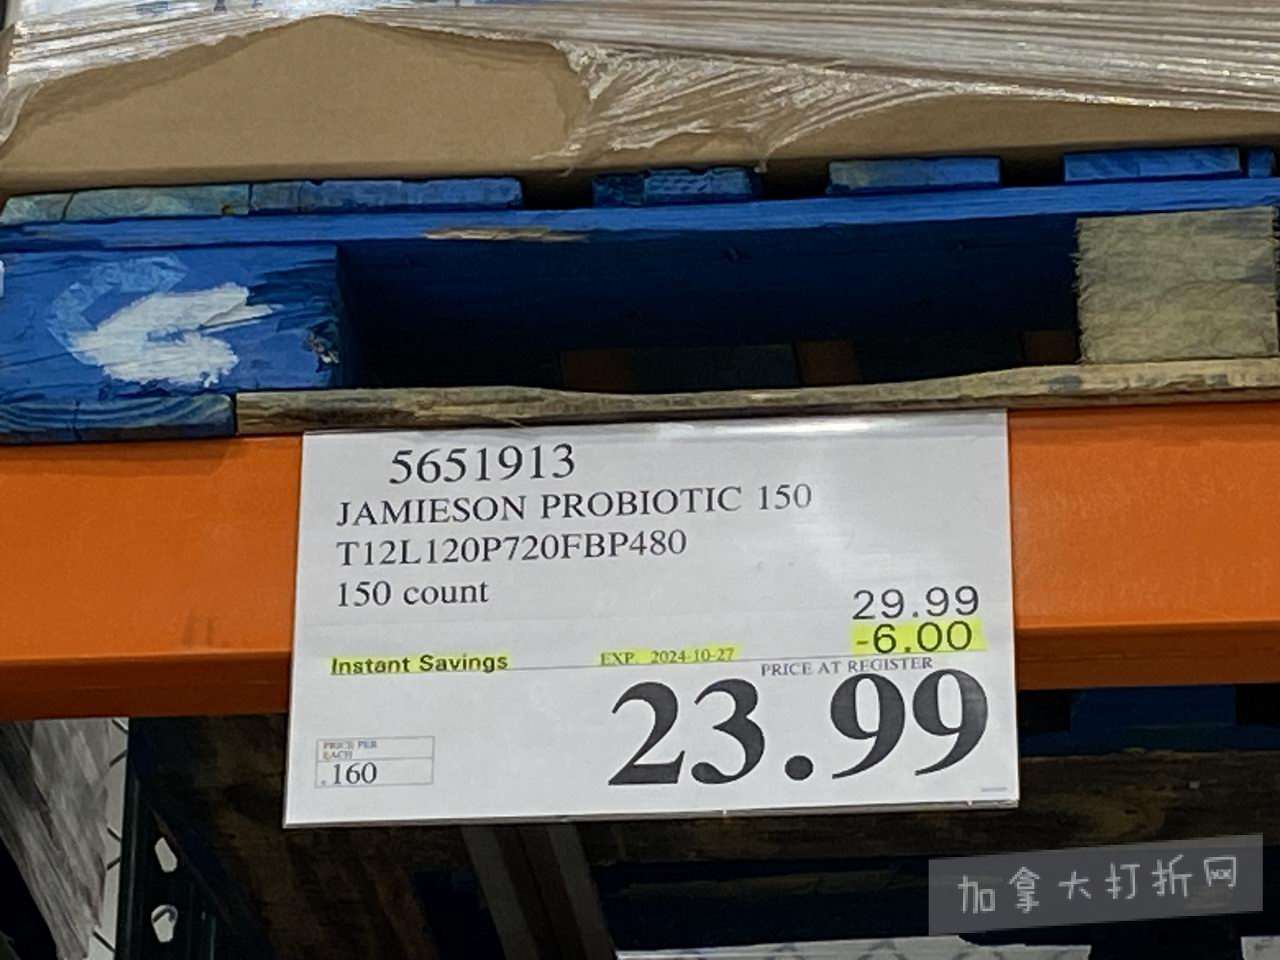 5651913
JAMIESON PROBIOTIC 150
T12L120P720FBP480
150 count
29.99
-6.00
Instant Savings EXP. 2024-10-27
PRICE AT REGISTER
23.99
PRICE PER
EACH
.160
加拿大打折网